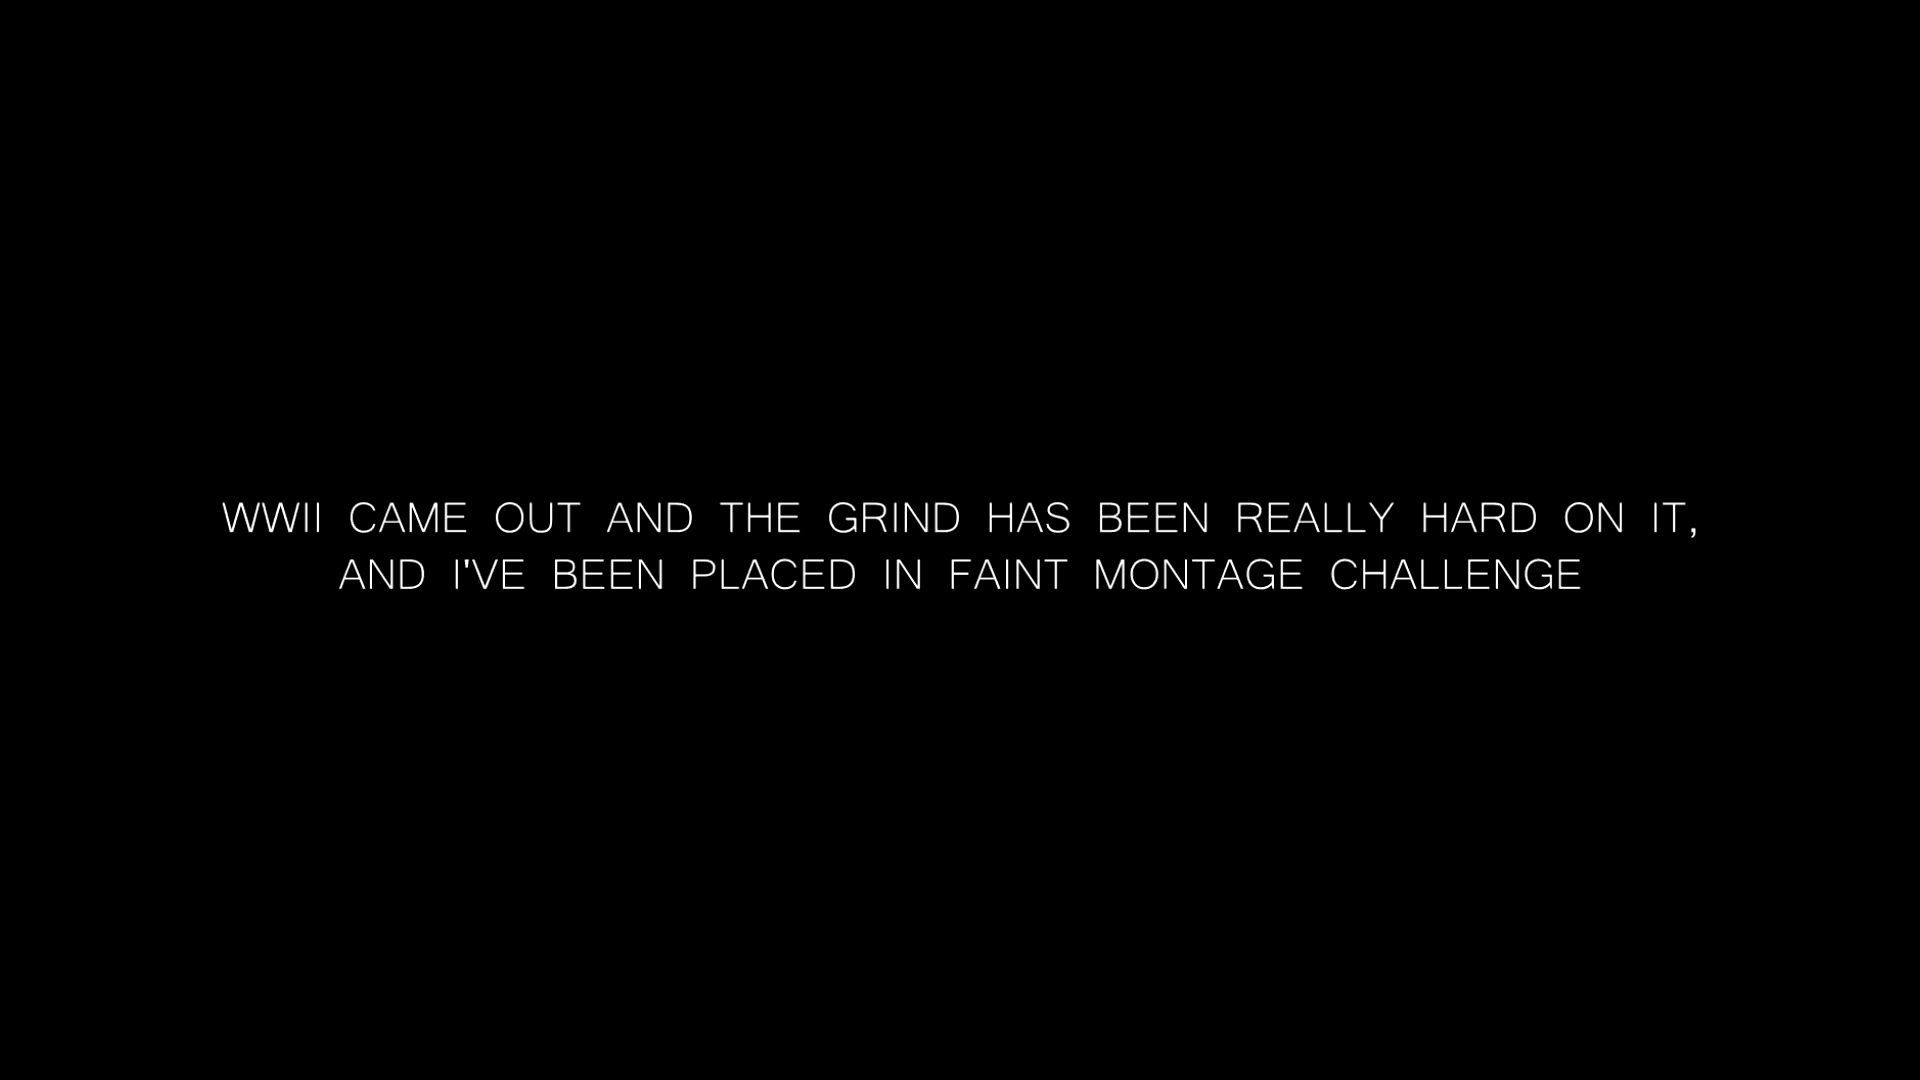 WWII CAME OUT AND THE GRIND HAS BEEN REALLY HARD ON IT,
AND I'VE BEEN PLACED IN FAINT MONTAGE CHALLENGE